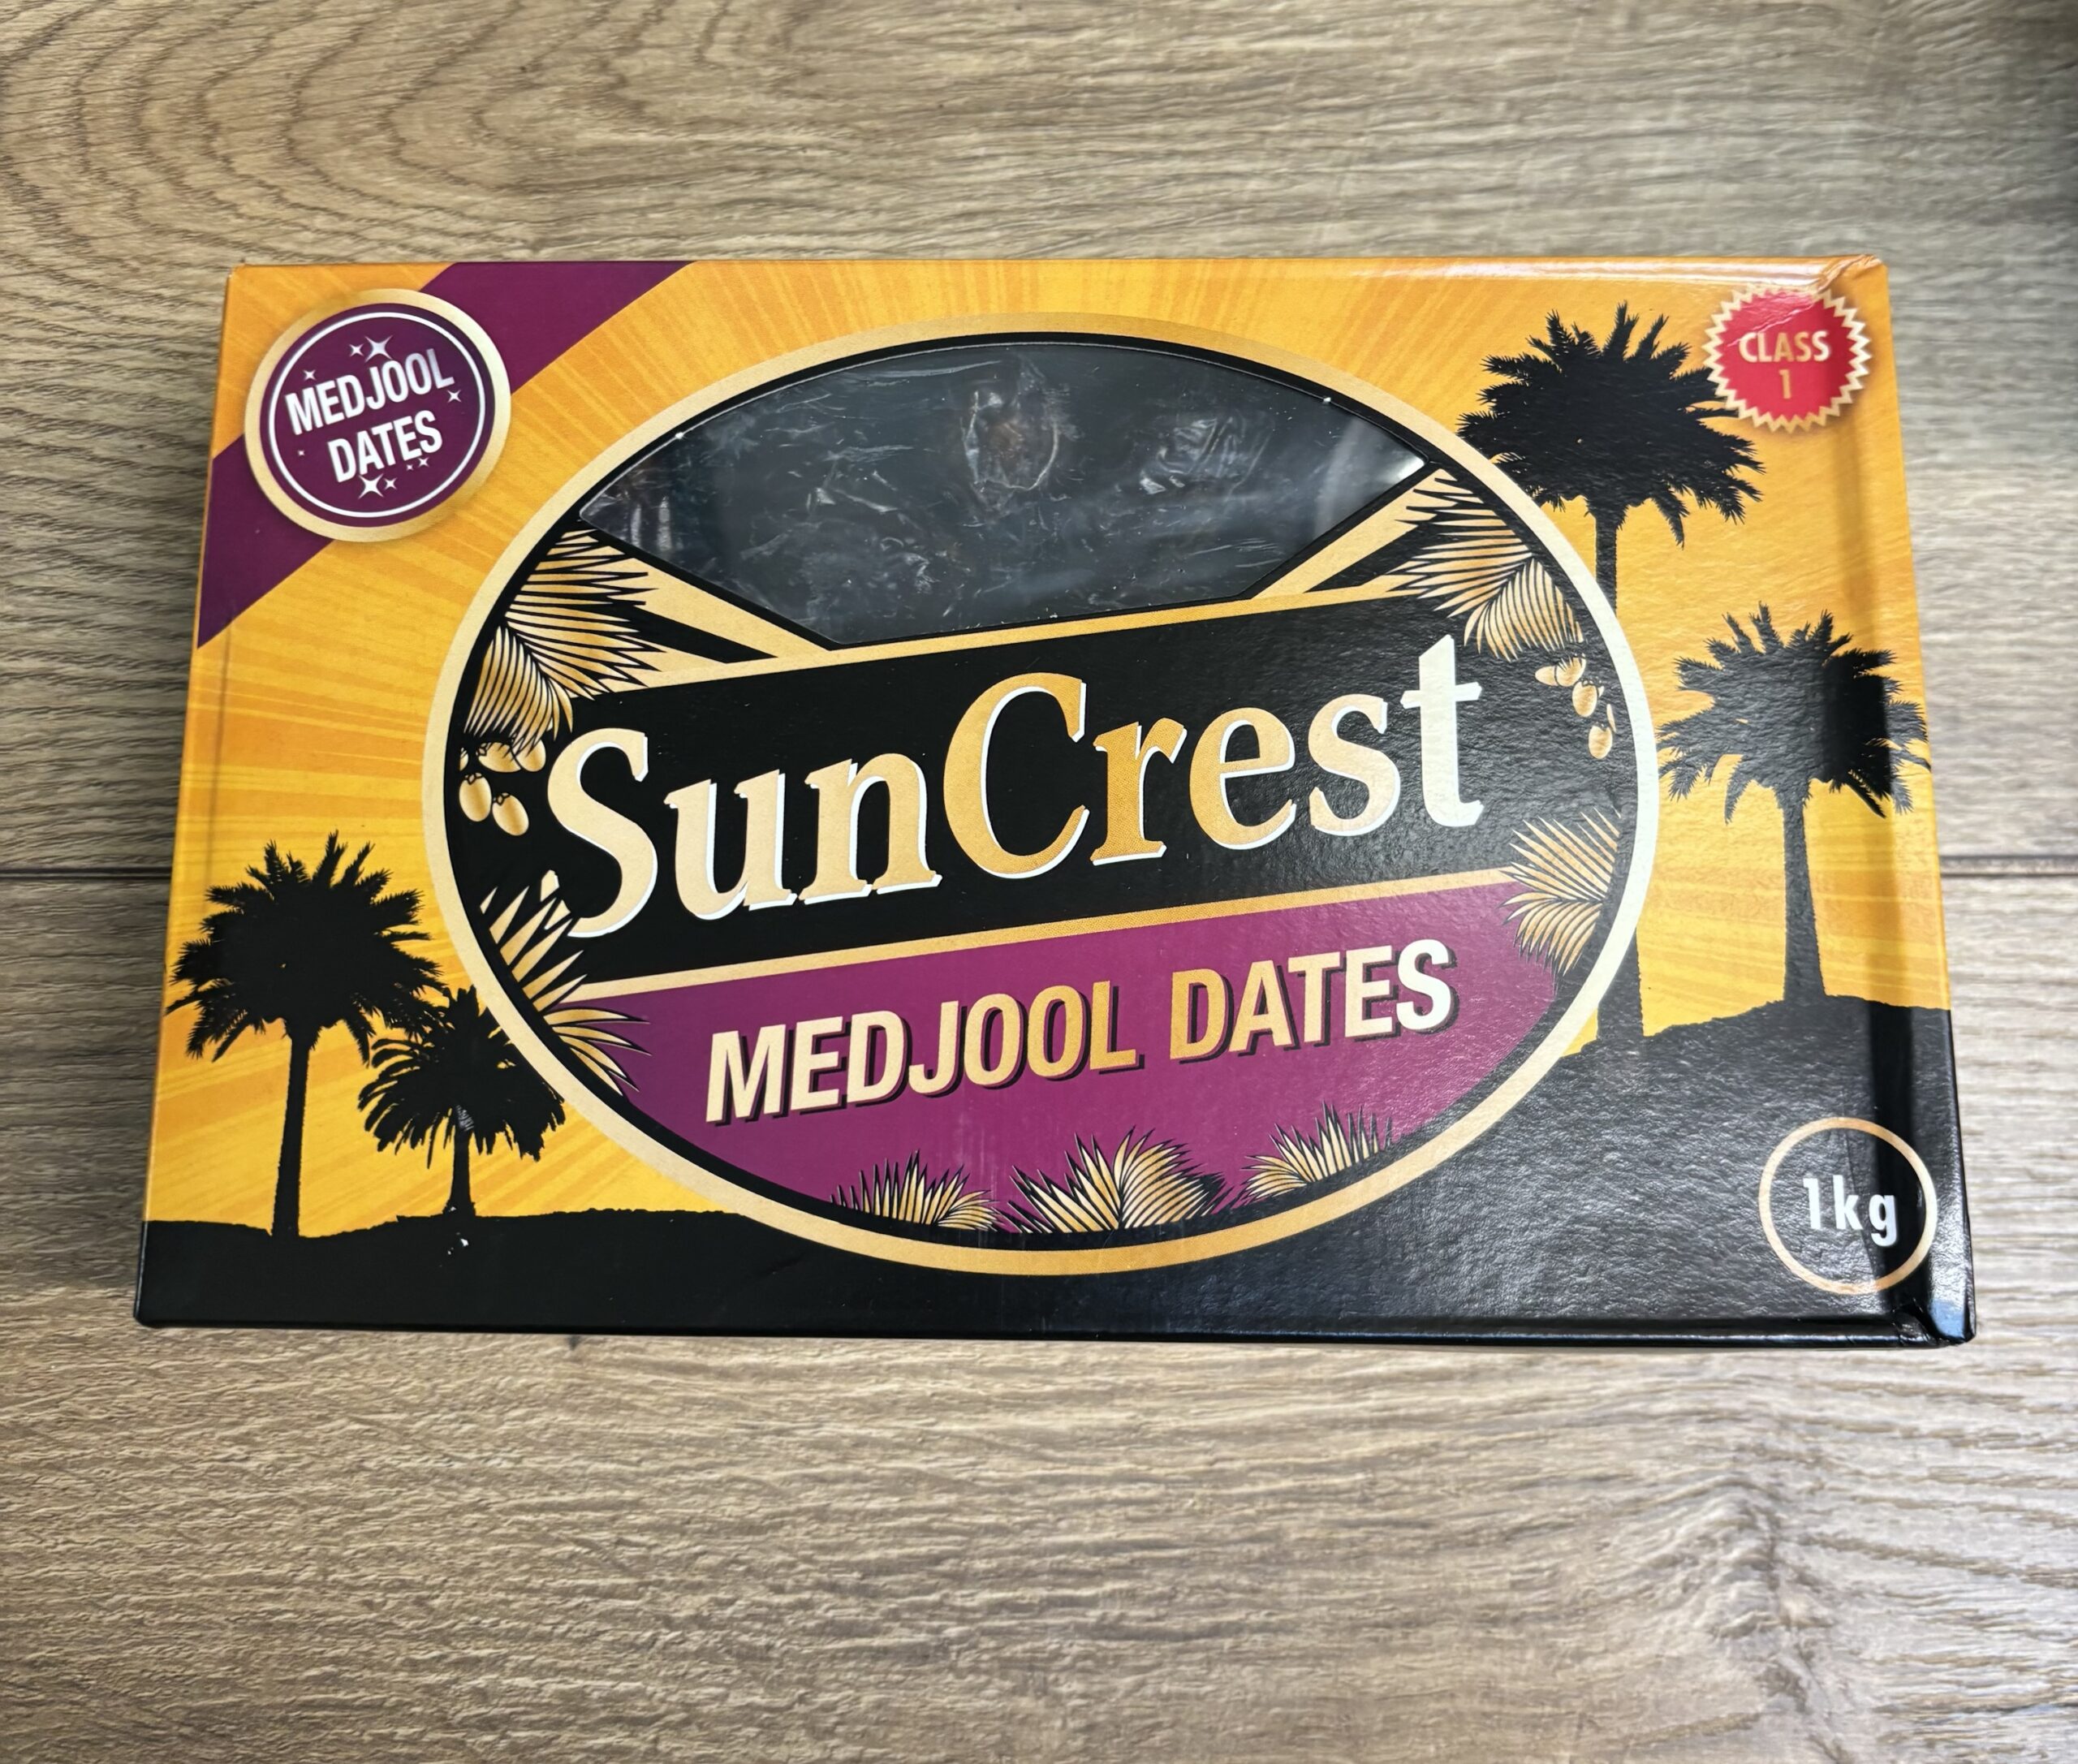 MEDJOOL
DATES
CLASS
1
SunCrest
MEDJOOL DATES
1kg